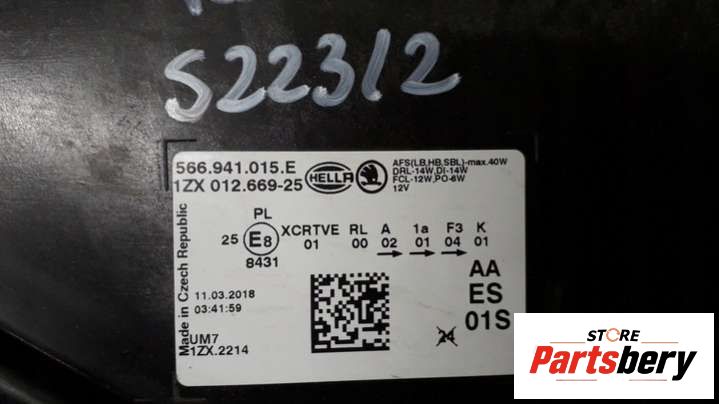 S22312
566.941.015.E
1ZX 012.669-25
HELLA
AFS(LB,HB,SBL)-max.40W
DRL-14W,DI-14W
FCL-12W,PO-6W
12V
PL
25 E8 XCRTVE RL A 1a F3 K
8431 01 00 02 01 04 01
Made in Czech Republic
11.03.2018
03:41:59
UM7
1ZX.2214
AA
ES
01S
24
STORE
Partsbery